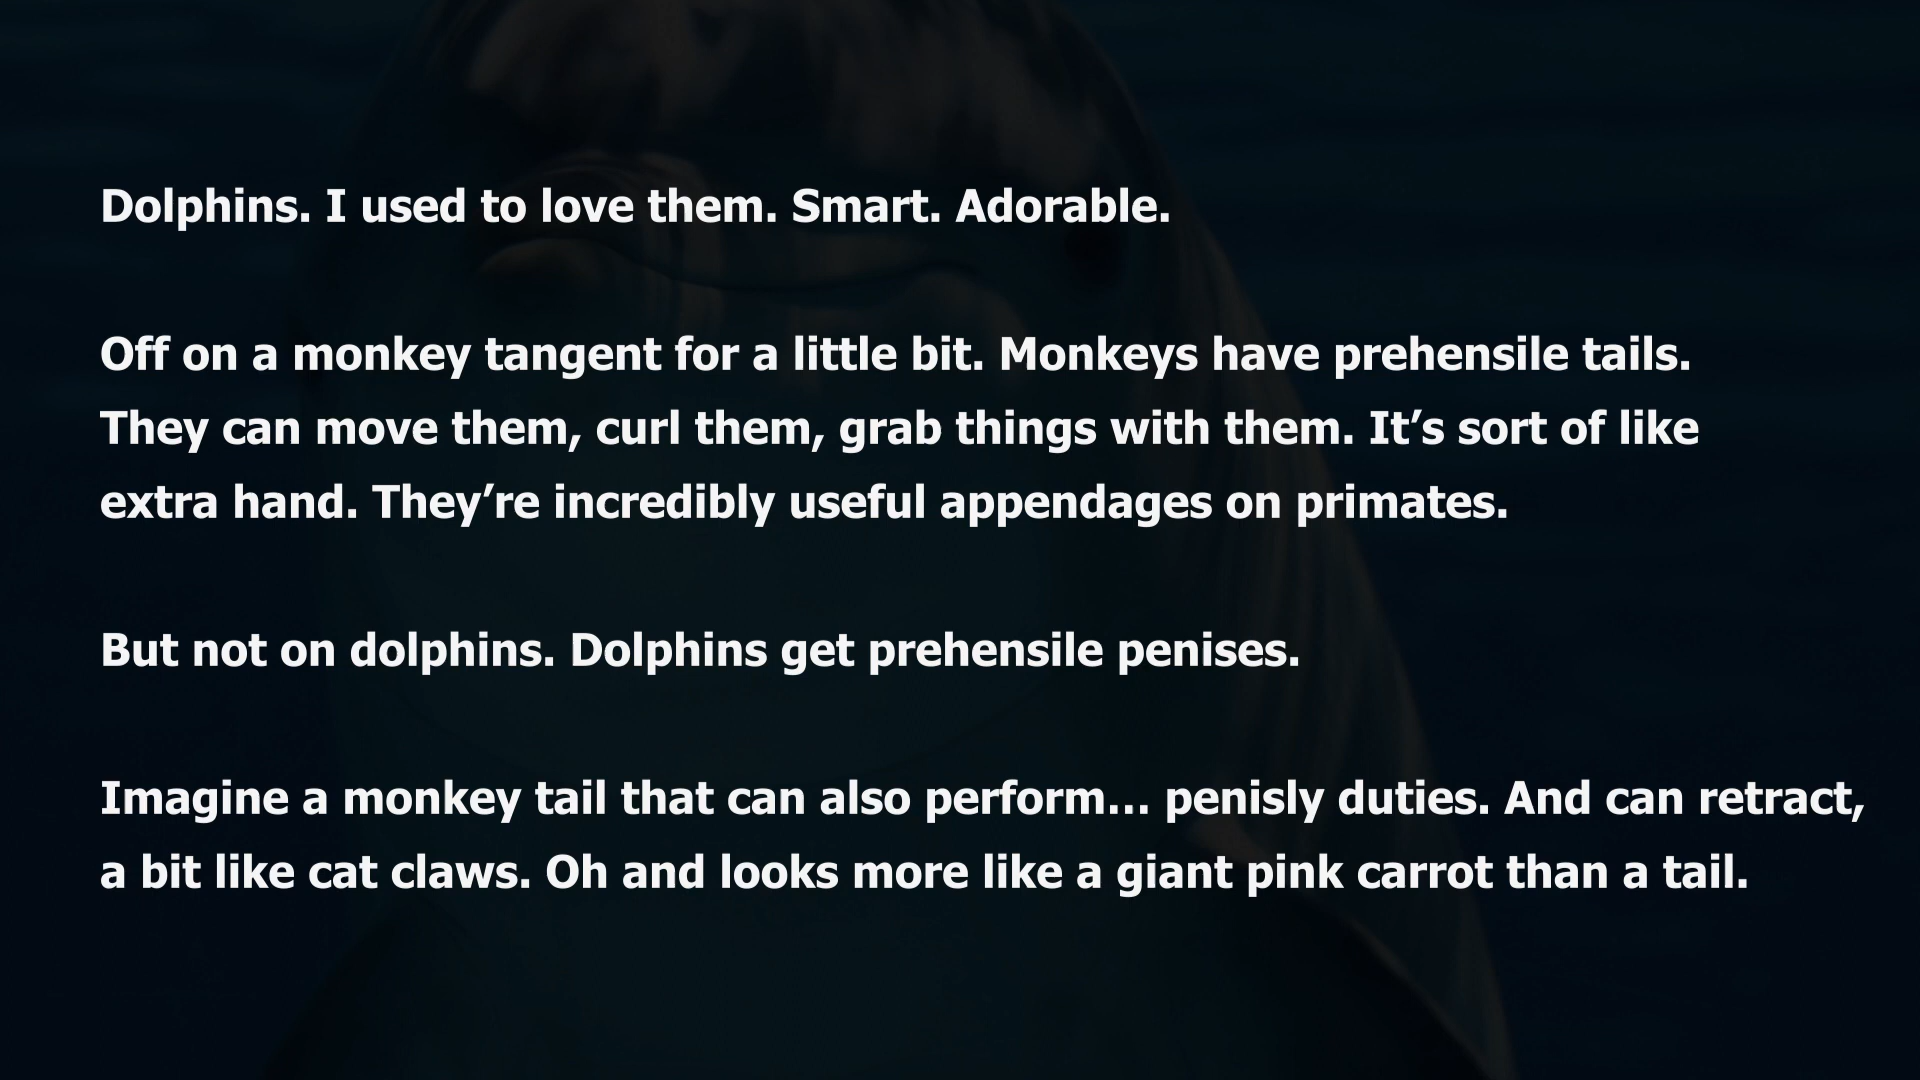 Dolphins. I used to love them. Smart. Adorable.
Off on a monkey tangent for a little bit. Monkeys have prehensile tails.
They can move them, curl them, grab things with them. It’s sort of like
extra hand. They’re incredibly useful appendages on primates.
But not on dolphins. Dolphins get prehensile penises.
Imagine a monkey tail that can also perform… penisly duties. And can retract,
a bit like cat claws. Oh and looks more like a giant pink carrot than a tail.